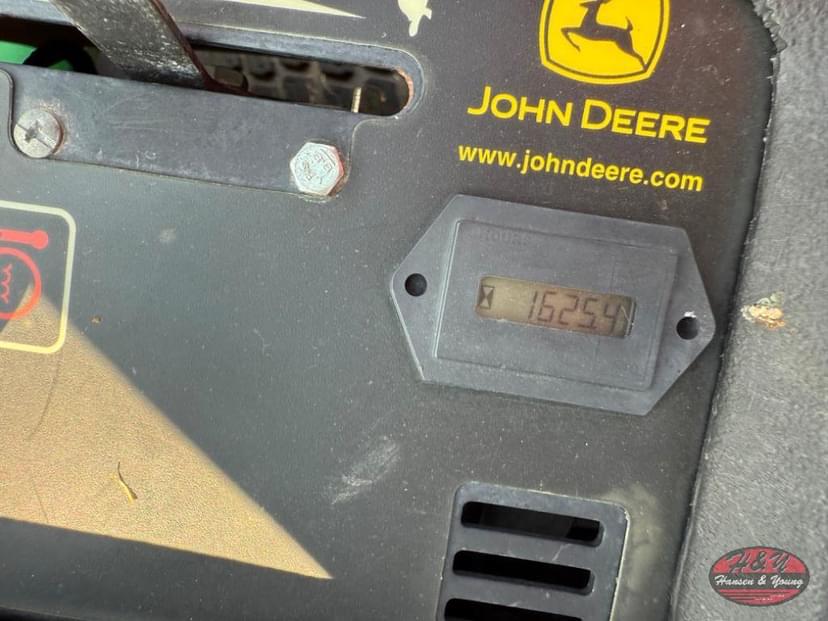 JOHN DEERE
www.johndeere.com
HOURS
1625.4
H&Y
Hansen & Young